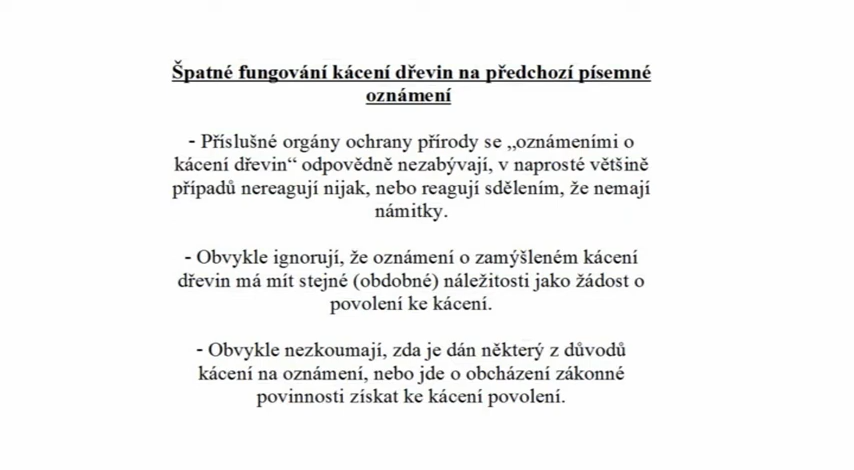 Špatné fungování kácení dřevin na předchozí písemné
oznámení
- Příslušné orgány ochrany přírody se „oznámeními o
kácení dřevin“ odpovědně nezabývají, v naprosté většině
případů nereagují nijak, nebo reagují sdělením, že nemají
námitky.
- Obvykle ignorují, že oznámení o zamýšleném kácení
dřevin má mít stejné (obdobné) náležitosti jako žádost o
povolení ke kácení.
- Obvykle nezkoumají, zda je dán některý z důvodů
kácení na oznámení, nebo jde o obcházení zákonné
povinnosti získat ke kácení povolení.